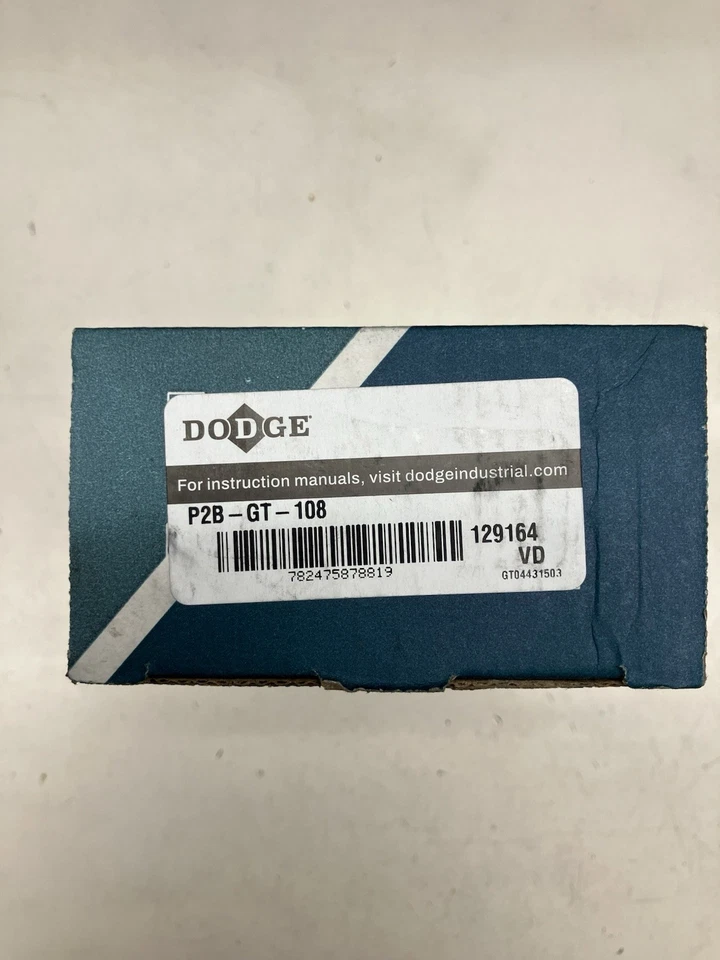 DODGE
For instruction manuals, visit dodgeindustrial.com
P2B-GT-108
129164
VD
782475878819
GT04431503